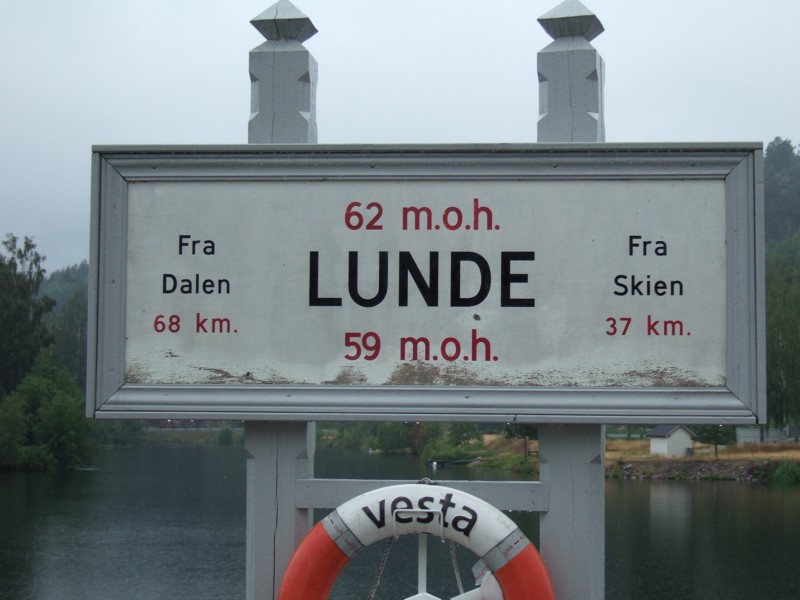 62 m.o.h.
Fra
Dalen
68 km.
LUNDE
Fra
Skien
37 km.
59 m.o.h.
vesta